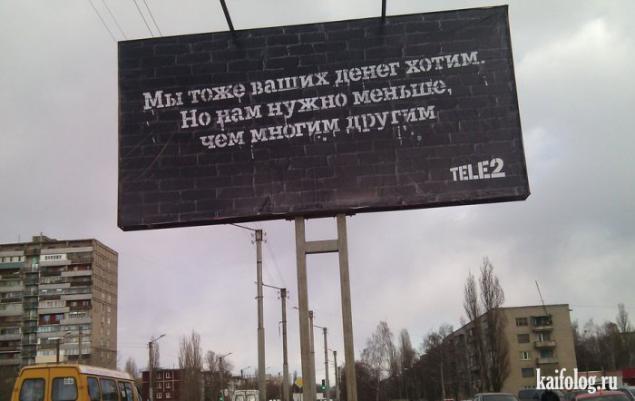 Мы тоже ваших денег хотим.
Но нам нужно меньше,
чем многим другим
TELE2
kaifolog.ru